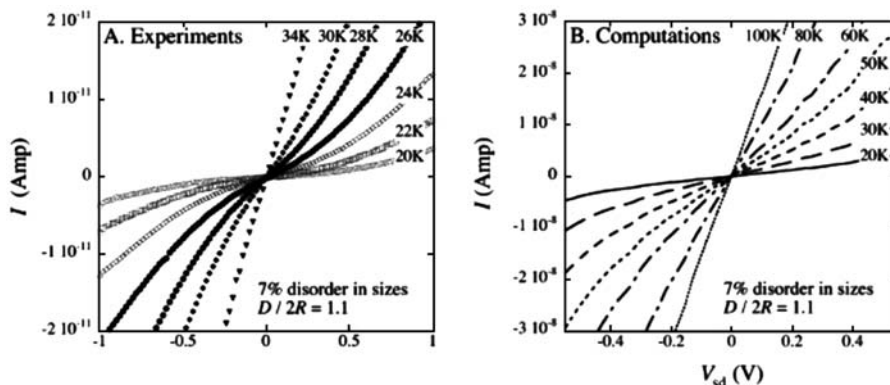 A. Experiments
34K 30K 28K 26K
24K
22K
20K
2 10⁻¹¹
1 10⁻¹¹
0
-1 10⁻¹¹
-2 10⁻¹¹
I (Amp)
7% disorder in sizes
D / 2R = 1.1
-1 -0.5 0 0.5 1
B. Computations
100K 80K 60K
50K
40K
30K
20K
3 10⁻⁸
2 10⁻⁸
1 10⁻⁸
0
-1 10⁻⁸
-2 10⁻⁸
-3 10⁻⁸
I (Amp)
7% disorder in sizes
D / 2R = 1.1
-0.4 -0.2 0 0.2 0.4
Vsd (V)